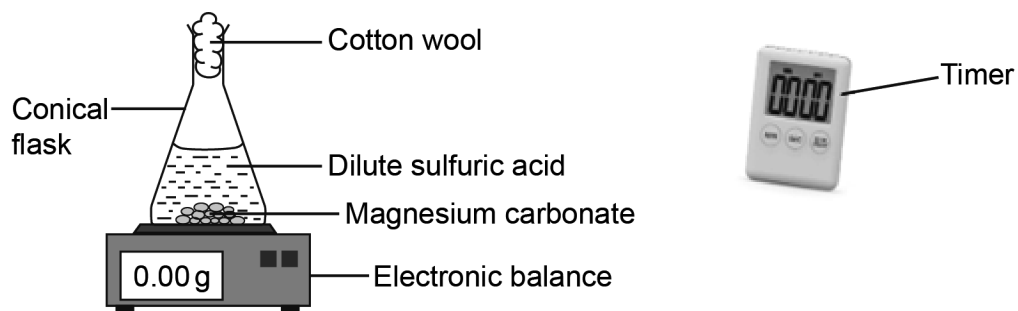 Cotton wool
Conical
flask
Dilute sulfuric acid
Magnesium carbonate
Electronic balance
0.00 g
Timer
00:00